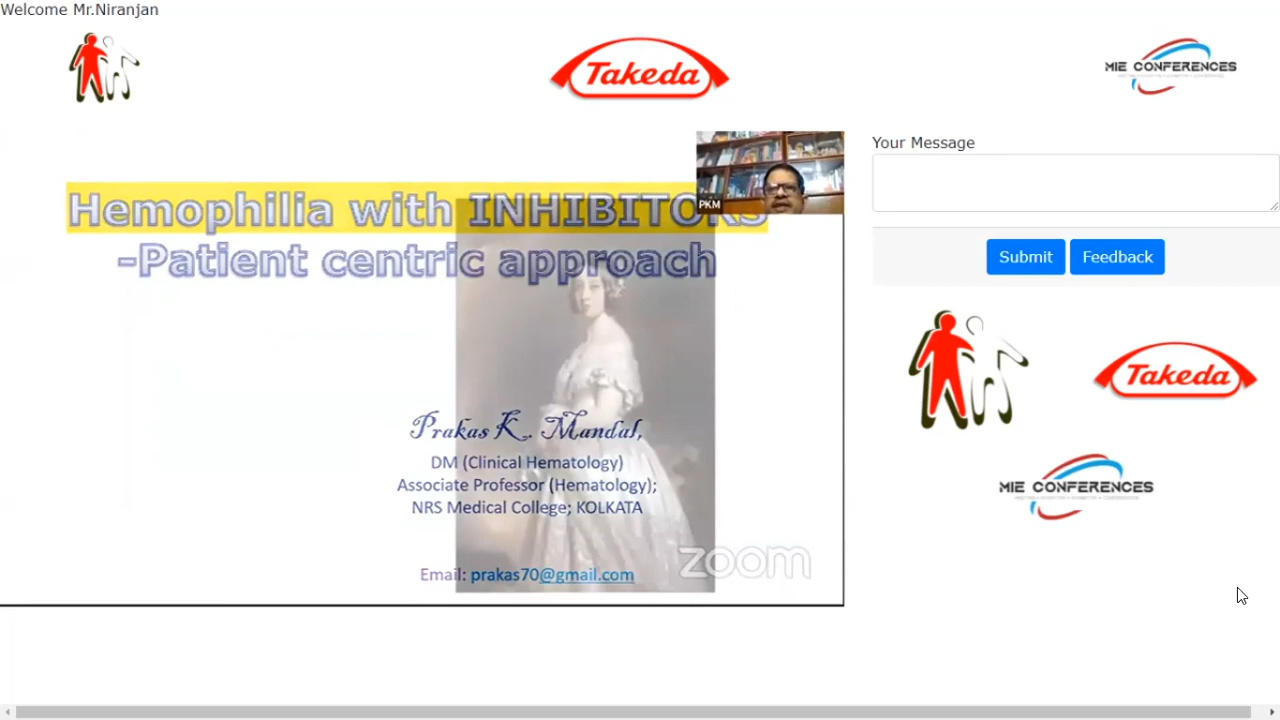 Welcome Mr.Niranjan
Takeda
MIE CONFERENCES
Your Message
PKM
Hemophilia with INHIBITORS
-Patient centric approach
Submit
Feedback
Takeda
MIE CONFERENCES
Prakas K. Mandal,
DM (Clinical Hematology)
Associate Professor (Hematology);
NRS Medical College; KOLKATA
zoom
Email: prakas70@gmail.com